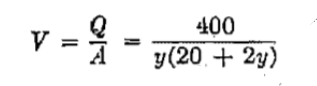 V = Q/A = 400/y(20 + 2y)